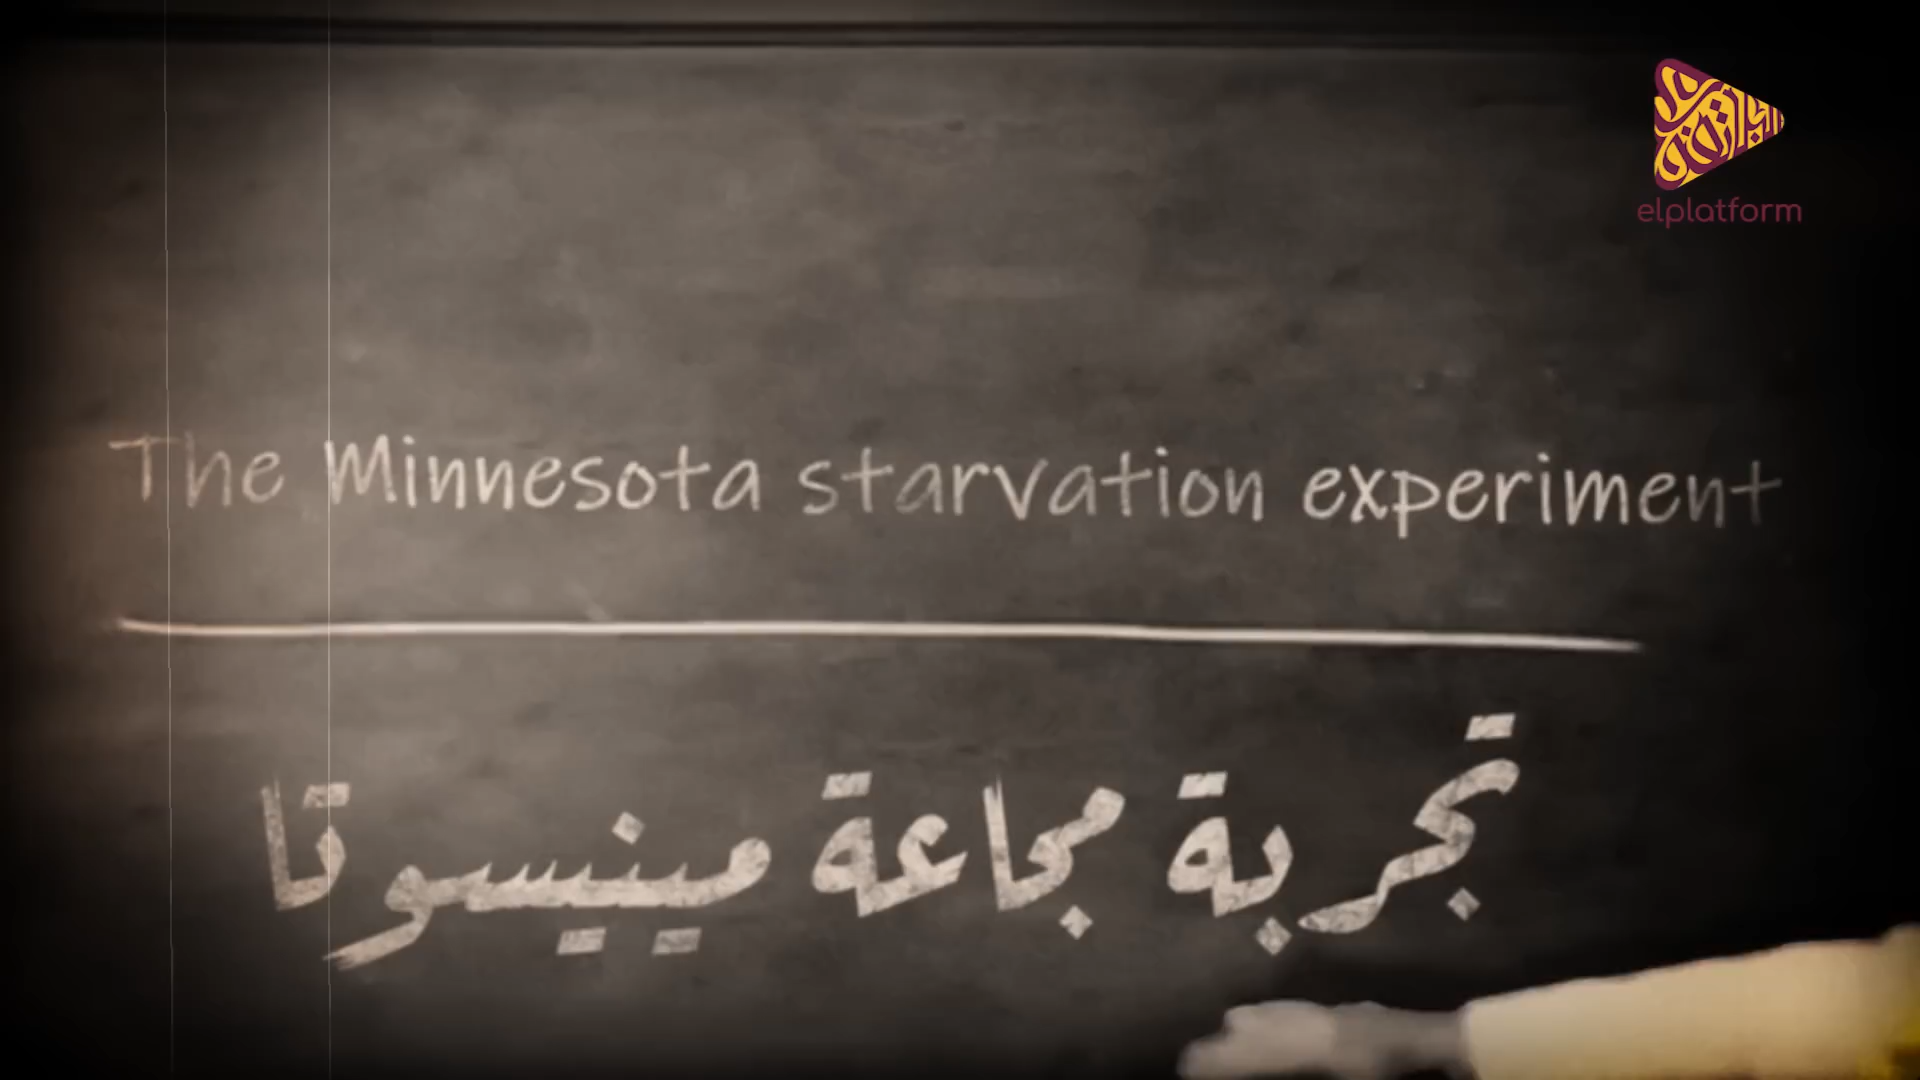 elplatform
The Minnesota starvation experiment
تجربة مجاعة مينيسوتا